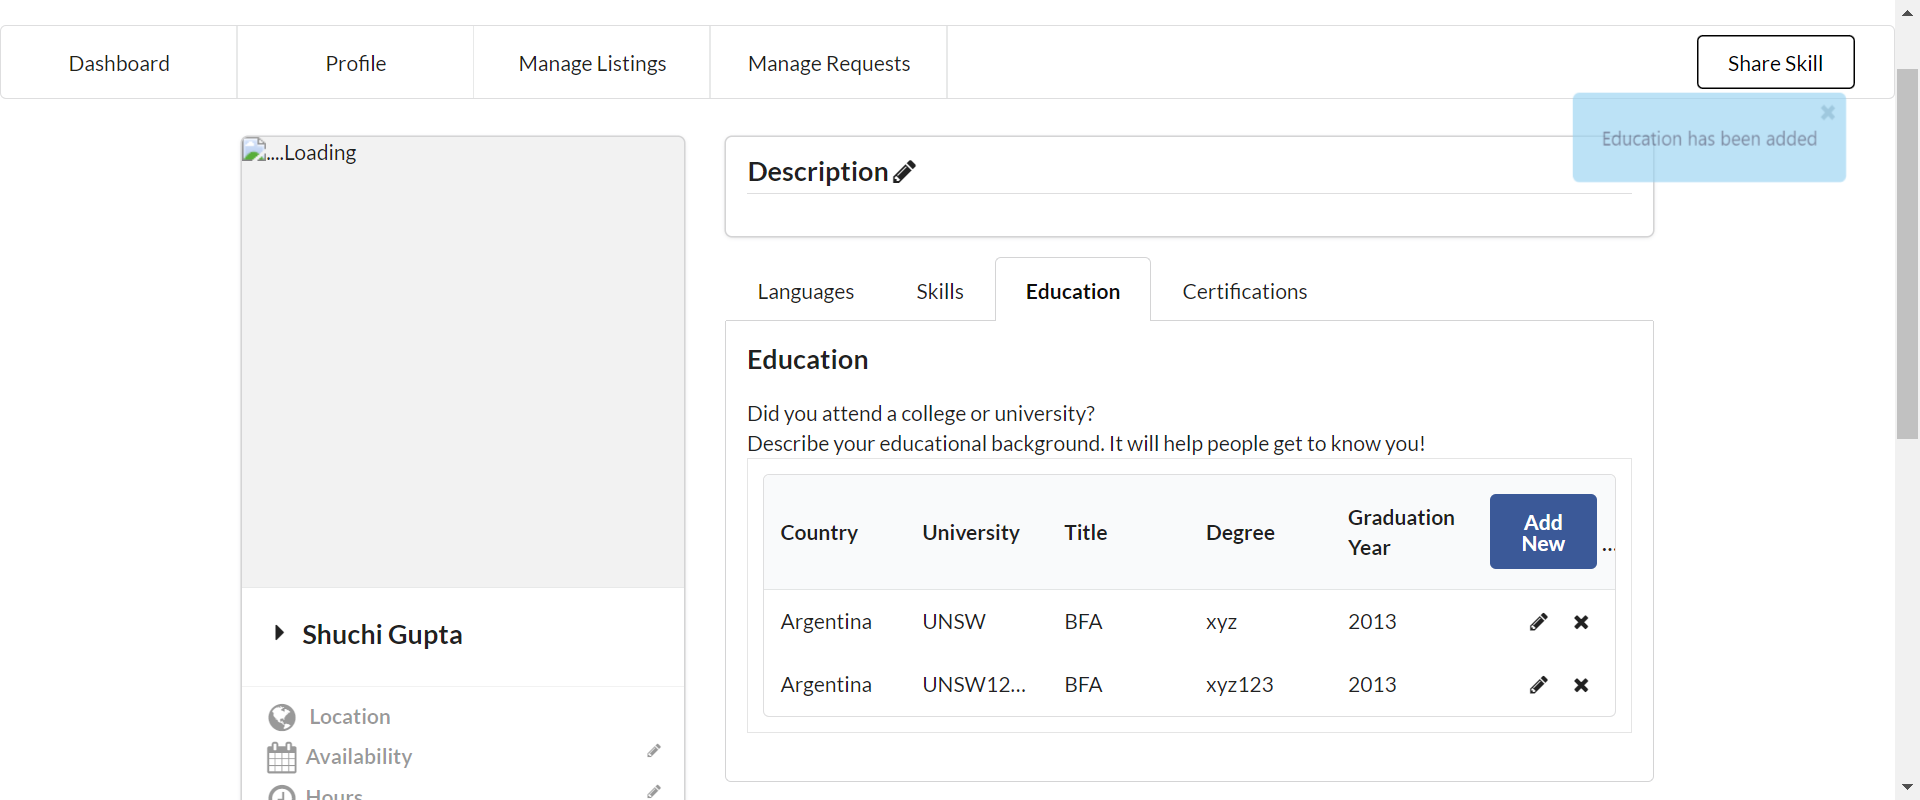 Dashboard
Profile
Manage Listings
Manage Requests
Share Skill
Education has been added
....Loading
Description
Languages
Skills
Education
Certifications
Education
Did you attend a college or university?
Describe your educational background. It will help people get to know you!
Country University Title Degree Graduation Year Add New ...
Argentina UNSW BFA xyz 2013
Argentina UNSW12... BFA xyz123 2013
Shuchi Gupta
Location
Availability
Hours